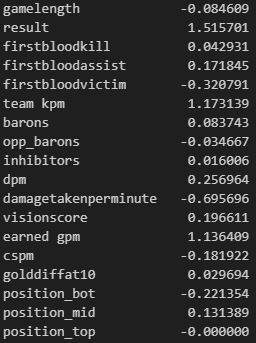 gamelength -0.084609
result 1.515701
firstbloodkill 0.042931
firstbloodassist 0.171845
firstbloodvictim -0.320791
team kpm 1.173139
barons 0.083743
opp_barons -0.034667
inhibitors 0.016006
dpm 0.256964
damagetakenperminute -0.695696
visionscore 0.196611
earned gpm 1.136409
cspm -0.181922
golddiffat10 0.029694
position_bot -0.221354
position_mid 0.131389
position_top -0.000000